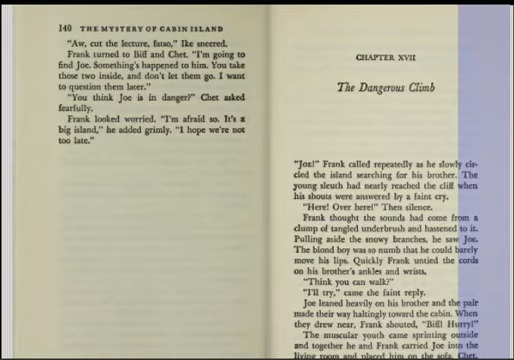 140 THE MYSTERY OF CABIN ISLAND
"Aw, cut the lecture, fatso," Ike sneered.
Frank turned to Biff and Chet. "I'm going to
find Joe. Something's happened to him. You take
those two inside, and don't let them go. I want
to question them later."
"You think Joe is in danger?" Chet asked
fearfully.
Frank looked worried. "I'm afraid so. It's a
big island," he added grimly. "I hope we're not
too late."
CHAPTER XVII
The Dangerous Climb
"JOE!" Frank called repeatedly as he slowly cir-
cled the island searching for his brother. The
young sleuth had nearly reached the cliff when
his shouts were answered by a faint cry.
"Here! Over here!" Then silence.
Frank thought the sounds had come from a
clump of tangled underbrush and hastened to it.
Pulling aside the snowy branches, he saw Joe.
The blond boy was so numb that he could barely
move his lips. Quickly Frank untied the cords
on his brother's ankles and wrists.
"Think you can walk?"
"I'll try," came the faint reply.
Joe leaned heavily on his brother and the pair
made their way haltingly toward the cabin. When
they drew near, Frank shouted, "Biff! Hurry!"
The muscular youth came sprinting outside
and together he and Frank carried Joe into the
living room and placed him on the sofa. Chet,